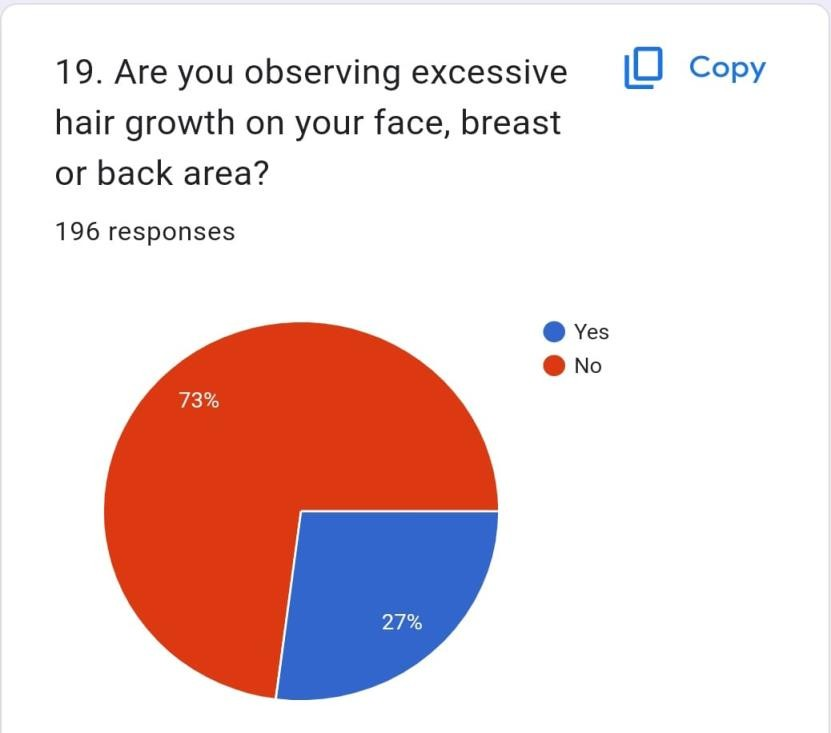 19. Are you observing excessive
hair growth on your face, breast
or back area?
Copy
196 responses
Yes
No
73%
27%